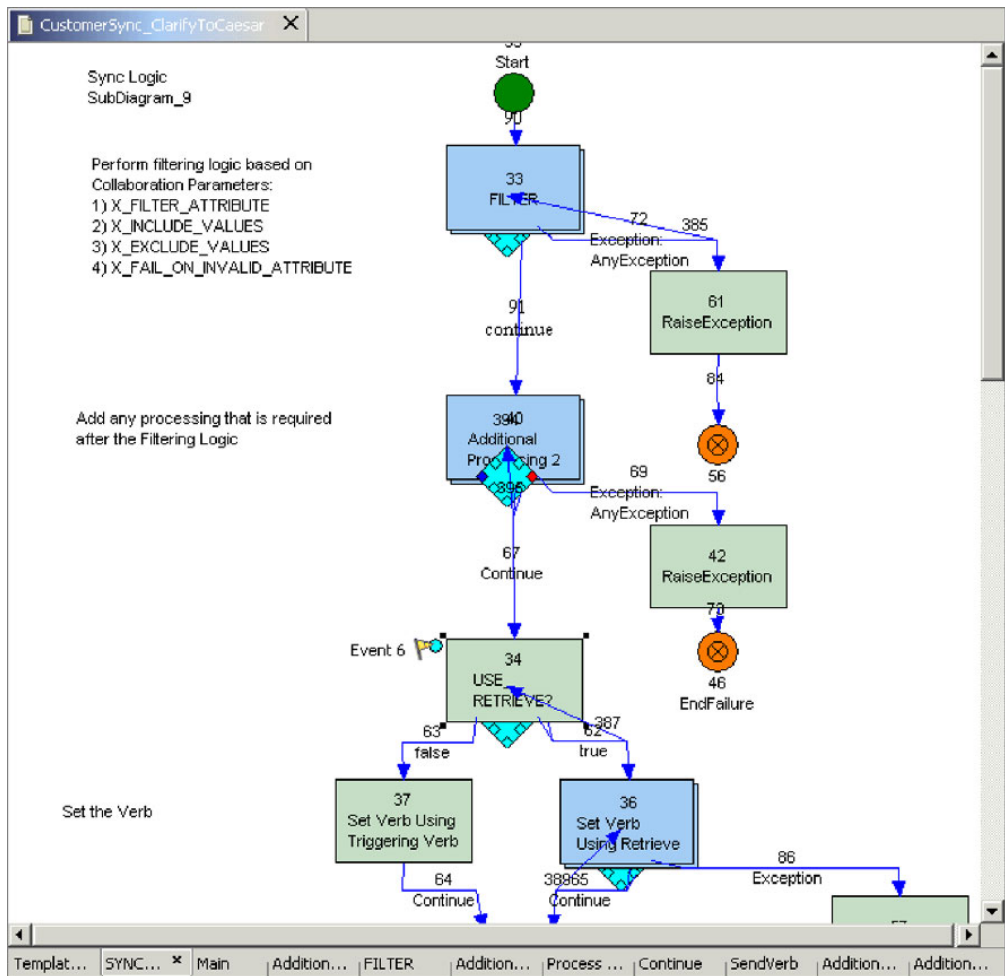 CustomerSync_ClarifyToCaesar
Start
Sync Logic
SubDiagram_9
90
Perform filtering logic based on
Collaboration Parameters:
1) X_FILTER_ATTRIBUTE
2) X_INCLUDE_VALUES
3) X_EXCLUDE_VALUES
4) X_FAIL_ON_INVALID_ATTRIBUTE
33
FILTER
72
385
Exception:
AnyException
61
RaiseException
91
continue
84
56
Add any processing that is required
after the Filtering Logic
40
Additional
Processing 2
69
Exception:
AnyException
42
RaiseException
67
Continue
46
EndFailure
Event 6
34
USE
RETRIEVE?
63
false
62
387
true
Set the Verb
37
Set Verb Using
Triggering Verb
36
Set Verb
Using Retrieve
64
Continue
Continue
86
Exception
Templat...
SYNC...
Main
Addition...
FILTER
Addition...
Process ...
Continue
SendVerb
Addition...
Addition...